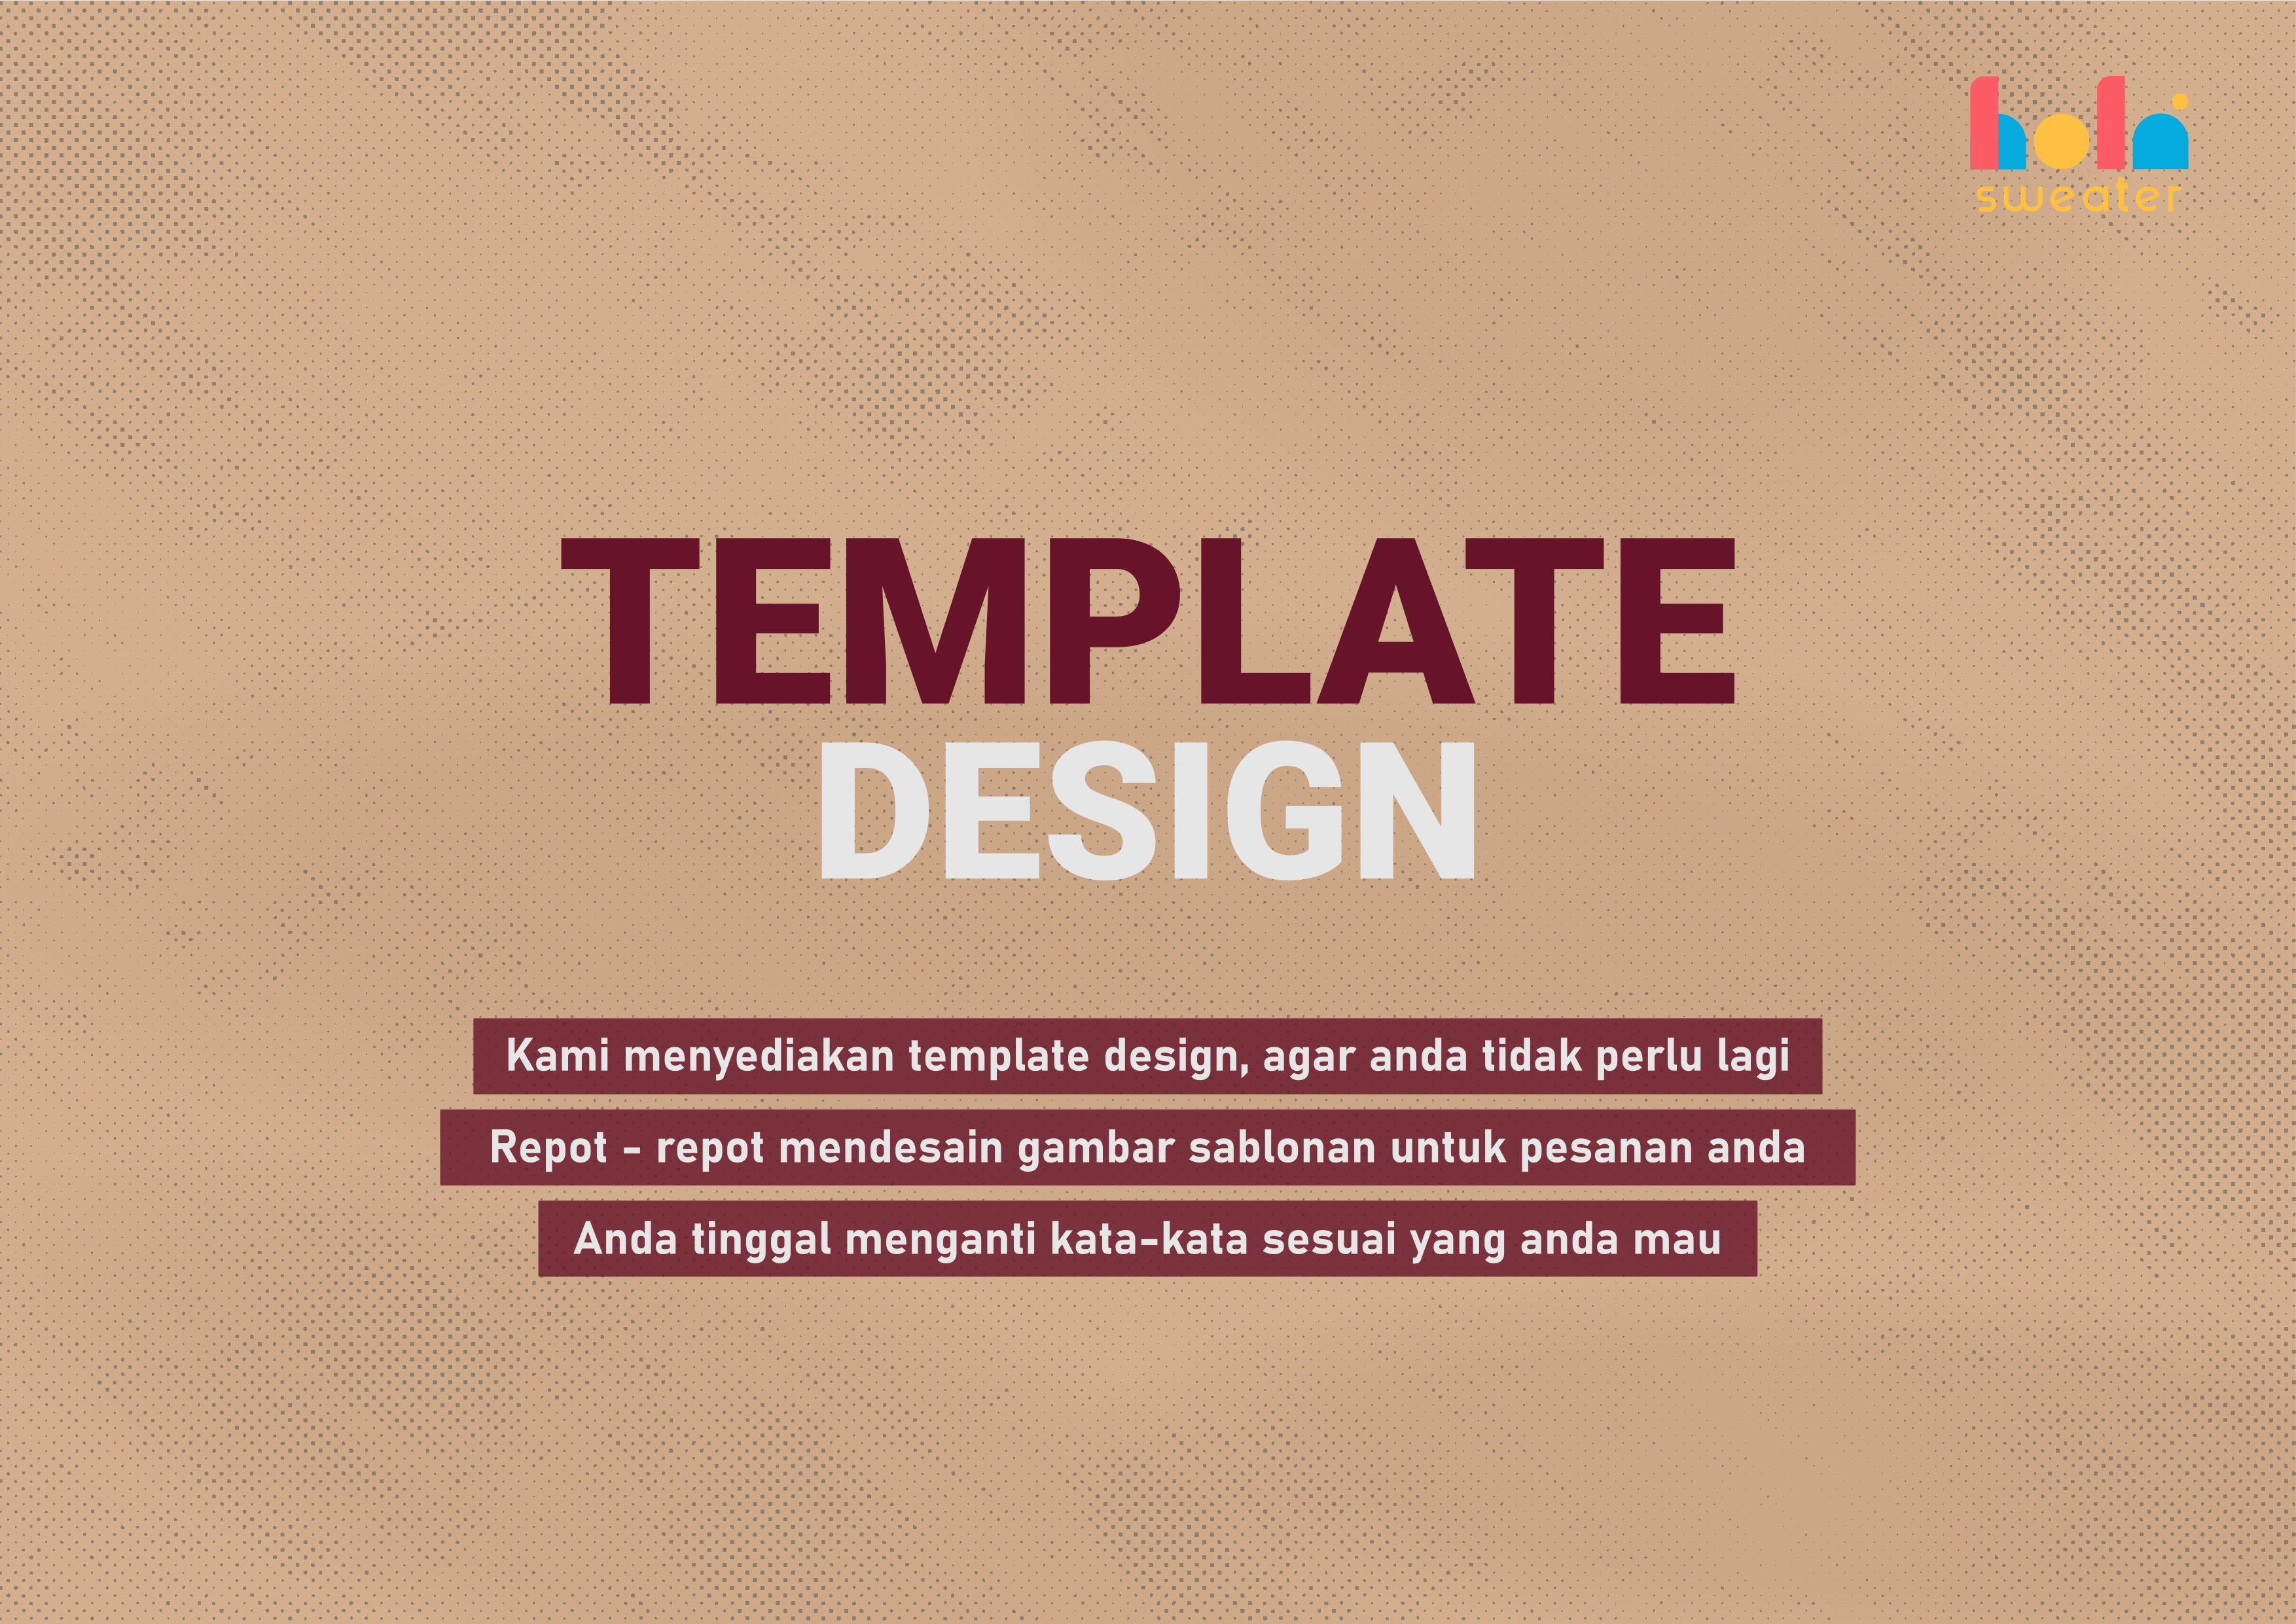 hola
sweater
TEMPLATE
DESIGN
Kami menyediakan template design, agar anda tidak perlu lagi
Repot - repot mendesain gambar sablonan untuk pesanan anda
Anda tinggal menganti kata-kata sesuai yang anda mau